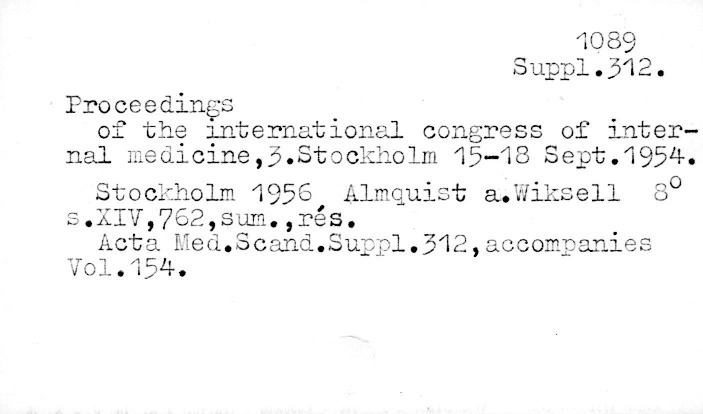 1089
Suppl.312.
Proceedings
of the international congress of inter-
nal medicine,3.Stockholm 15-18 Sept.1954.
Stockholm 1956, Almquist a.Wiksell 8°
s.XIV,762,sum.,rés.
Acta Med.Scand.Suppl.312,accompanies
Vol.154.